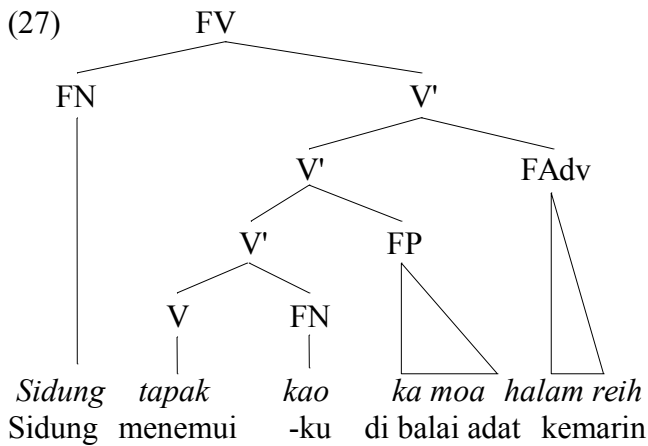 (27) FV
FN V'
V' FAdv
V' FP
V FN
Sidung tapak kao ka moa halam reih
Sidung menemui -ku di balai adat kemarin